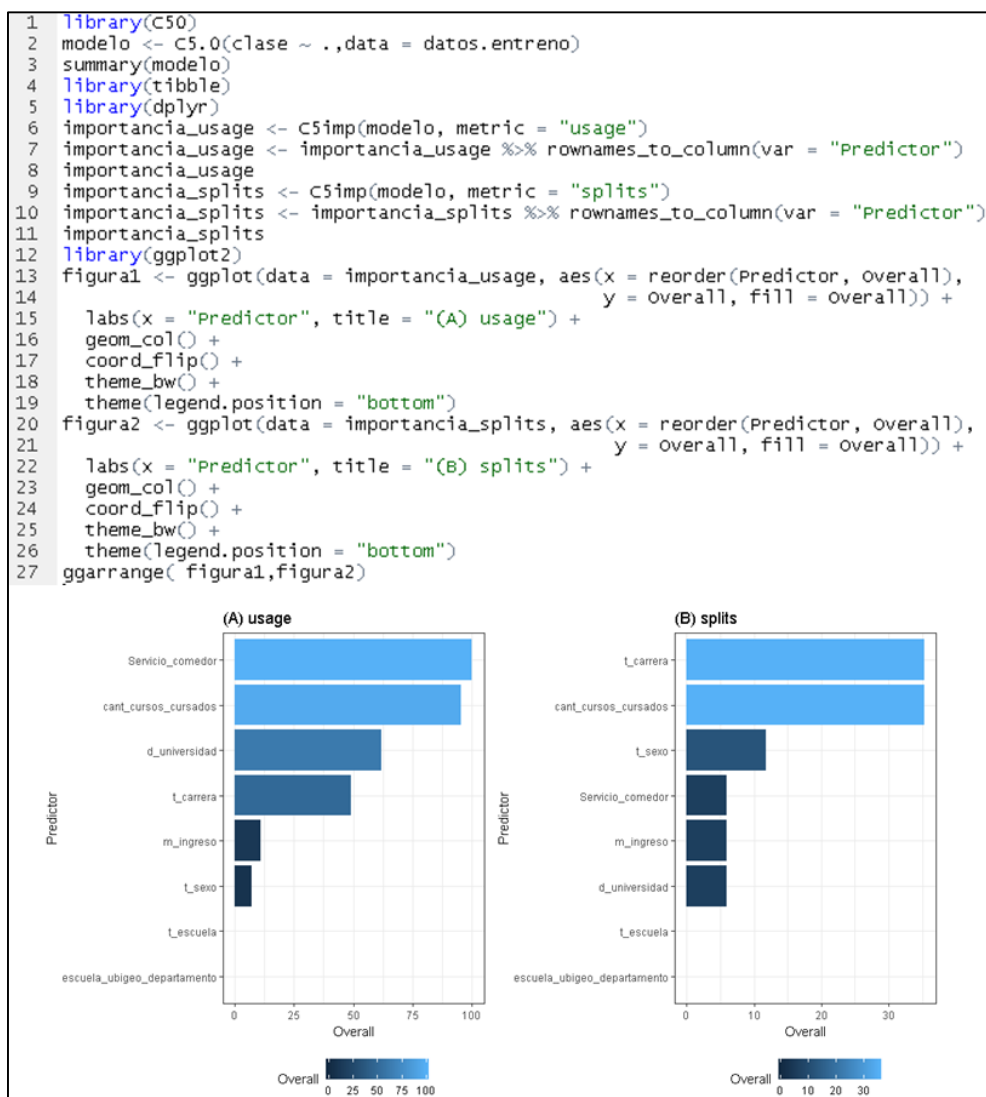 1 library(C50)
2 modelo <- C5.0(clase ~ .,data = datos.entreno)
3 summary(modelo)
4 library(tibble)
5 library(dplyr)
6 importancia_usage <- C5imp(modelo, metric = "usage")
7 importancia_usage <- importancia_usage %>% rownames_to_column(var = "Predictor")
8 importancia_usage
9 importancia_splits <- C5imp(modelo, metric = "splits")
10 importancia_splits <- importancia_splits %>% rownames_to_column(var = "Predictor")
11 importancia_splits
12 library(ggplot2)
13 figura1 <- ggplot(data = importancia_usage, aes(x = reorder(Predictor, Overall),
14 y = Overall, fill = Overall)) +
15 labs(x = "Predictor", title = "(A) usage") +
16 geom_col() +
17 coord_flip() +
18 theme_bw() +
19 theme(legend.position = "bottom")
20 figura2 <- ggplot(data = importancia_splits, aes(x = reorder(Predictor, Overall),
21 y = Overall, fill = Overall)) +
22 labs(x = "Predictor", title = "(B) splits") +
23 geom_col() +
24 coord_flip() +
25 theme_bw() +
26 theme(legend.position = "bottom")
27 ggarrange( figura1,figura2)
(A) usage
Predictor
Servicio_comedor
cant_cursos_cursados
d_universidad
t_carrera
m_ingreso
t_sexo
t_escuela
escuela_ubigeo_departamento
0 25 50 75 100
Overall
Overall
0 25 50 75 100
(B) splits
Predictor
t_carrera
cant_cursos_cursados
t_sexo
Servicio_comedor
m_ingreso
d_universidad
t_escuela
escuela_ubigeo_departamento
0 10 20 30
Overall
Overall
0 10 20 30